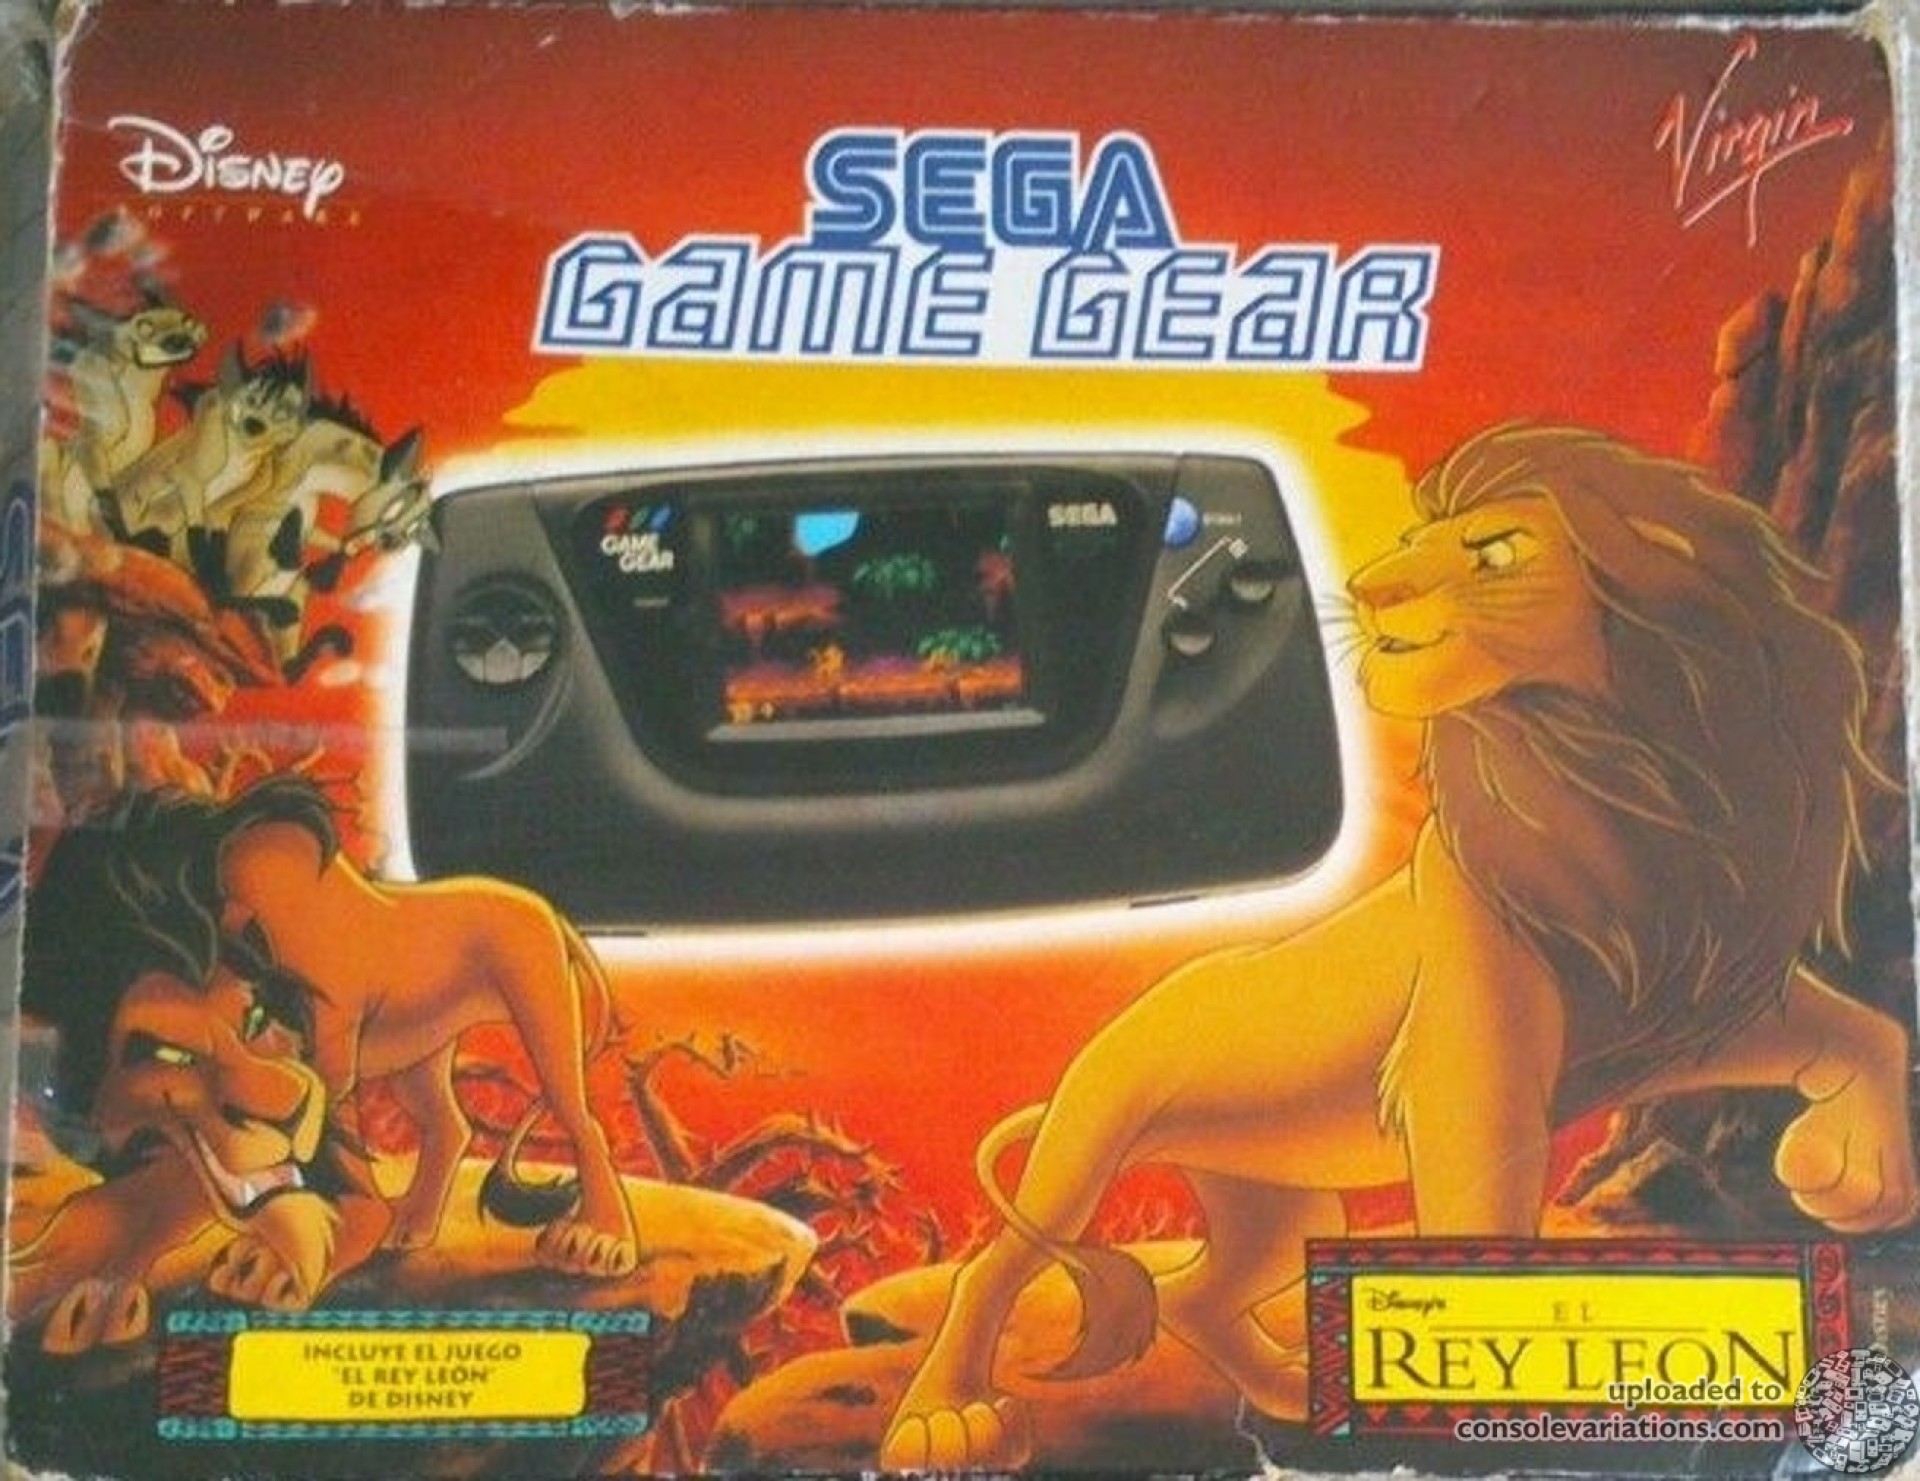 Disney
SOFTWARE
Virgin
SEGA
GAME GEAR
GAME
GEAR
SEGA
START
INCLUYE EL JUEGO
"EL REY LEÓN"
DE DISNEY
Disney's
EL
REY LEON
uploaded to
consolevariations.com